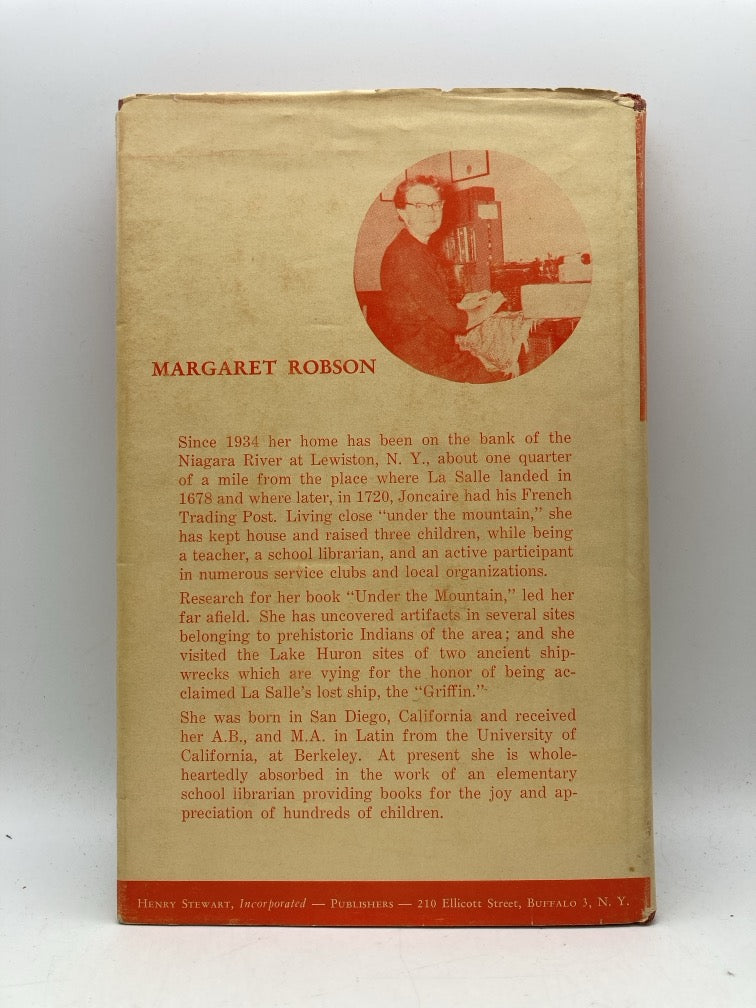 MARGARET ROBSON
Since 1934 her home has been on the bank of the
Niagara River at Lewiston, N. Y., about one quarter
of a mile from the place where La Salle landed in
1678 and where later, in 1720, Joncaire had his French
Trading Post. Living close "under the mountain," she
has kept house and raised three children, while being
a teacher, a school librarian, and an active participant
in numerous service clubs and local organizations.
Research for her book "Under the Mountain," led her
far afield. She has uncovered artifacts in several sites
belonging to prehistoric Indians of the area; and she
visited the Lake Huron sites of two ancient ship-
wrecks which are vying for the honor of being ac-
claimed La Salle's lost ship, the "Griffin."
She was born in San Diego, California and received
her A.B., and M.A. in Latin from the University of
California, at Berkeley. At present she is whole-
heartedly absorbed in the work of an elementary
school librarian providing books for the joy and ap-
preciation of hundreds of children.
HENRY STEWART, Incorporated — PUBLISHERS — 210 Ellicott Street, BUFFALO 3, N. Y.